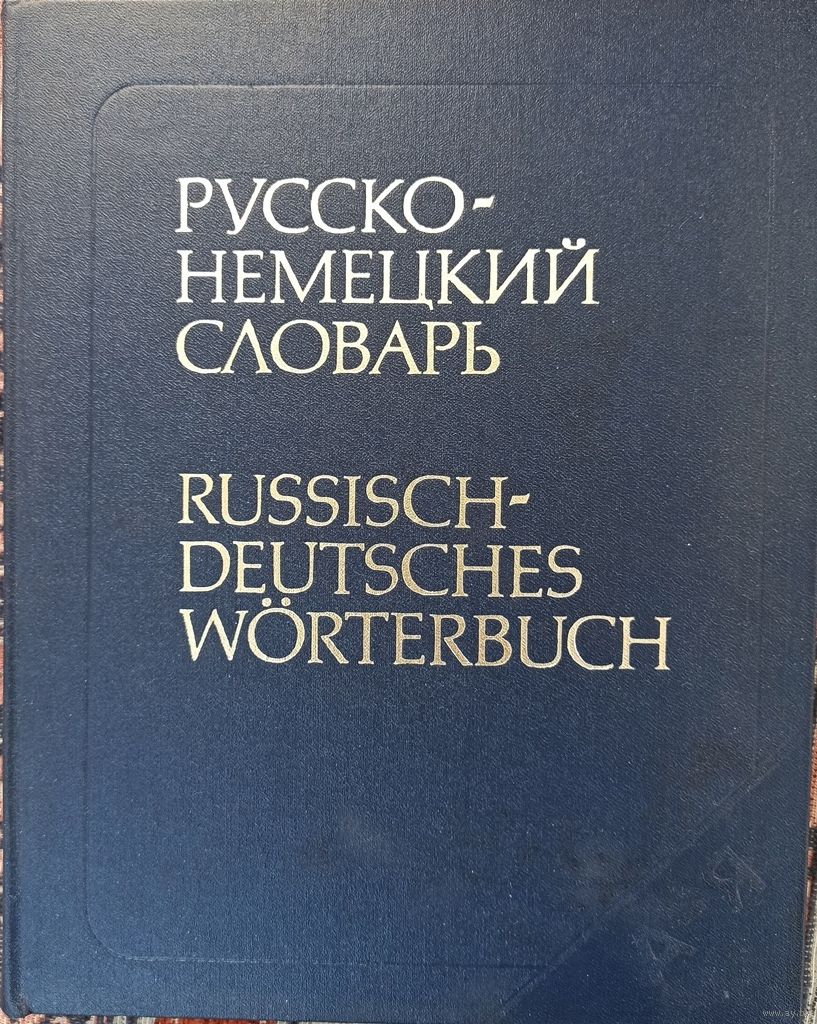 РУССКО-
НЕМЕЦКИЙ
СЛОВАРЬ
RUSSISCH-
DEUTSCHES
WÖRTERBUCH